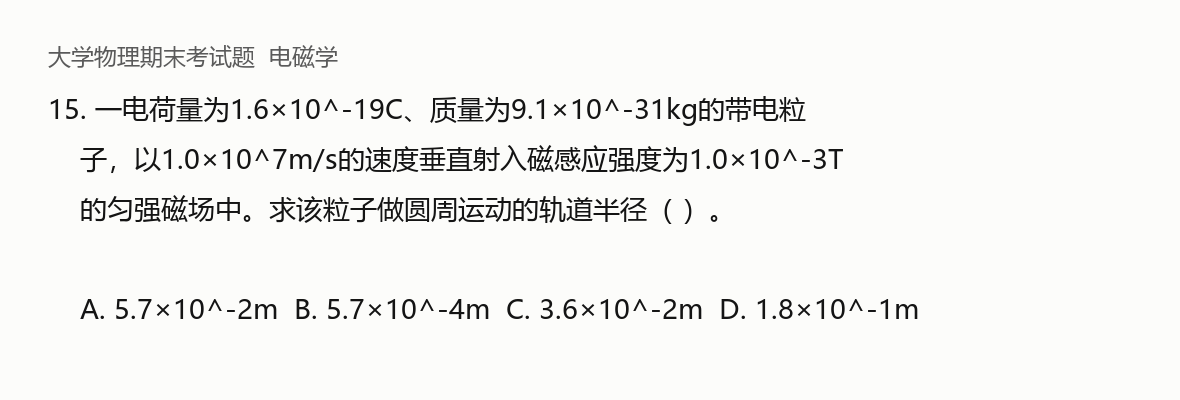 大学物理期末考试题 电磁学
15. 一电荷量为1.6×10^-19C、质量为9.1×10^-31kg的带电粒
子，以1.0×10^7m/s的速度垂直射入磁感应强度为1.0×10^-3T
的匀强磁场中。求该粒子做圆周运动的轨道半径（ ）。
A. 5.7×10^-2m B. 5.7×10^-4m C. 3.6×10^-2m D. 1.8×10^-1m